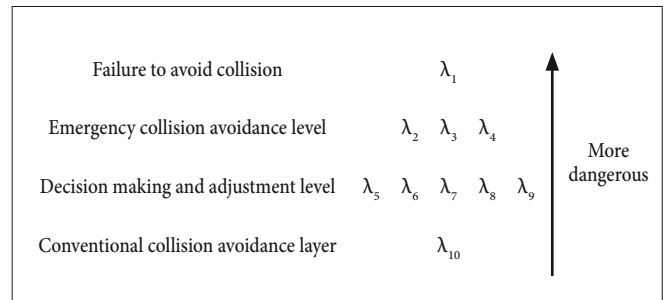 Failure to avoid collision λ₁
Emergency collision avoidance level λ₂ λ₃ λ₄
Decision making and adjustment level λ₅ λ₆ λ₇ λ₈ λ₉
Conventional collision avoidance layer λ₁₀
More
dangerous